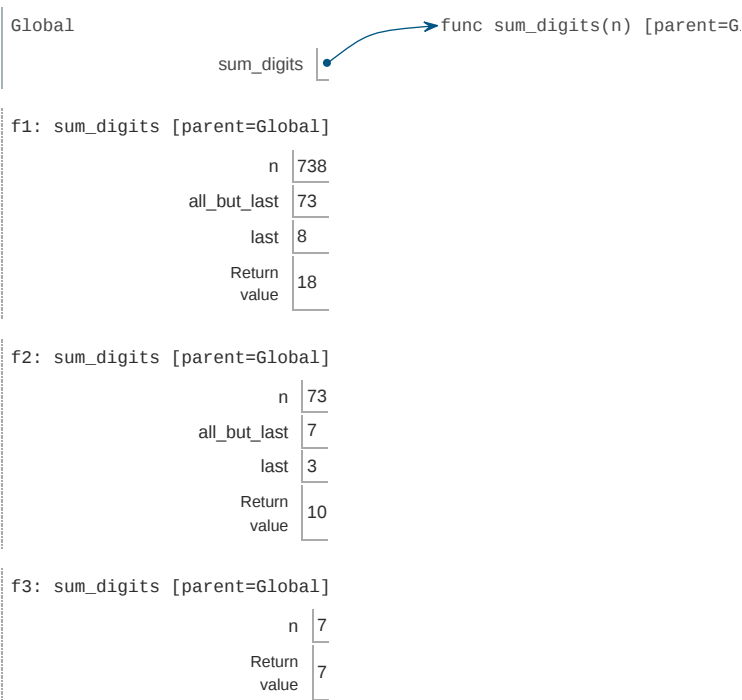 Global
func sum_digits(n) [parent=Gl
sum_digits
f1: sum_digits [parent=Global]
n 738
all_but_last 73
last 8
Return
value 18
f2: sum_digits [parent=Global]
n 73
all_but_last 7
last 3
Return
value 10
f3: sum_digits [parent=Global]
n 7
Return
value 7